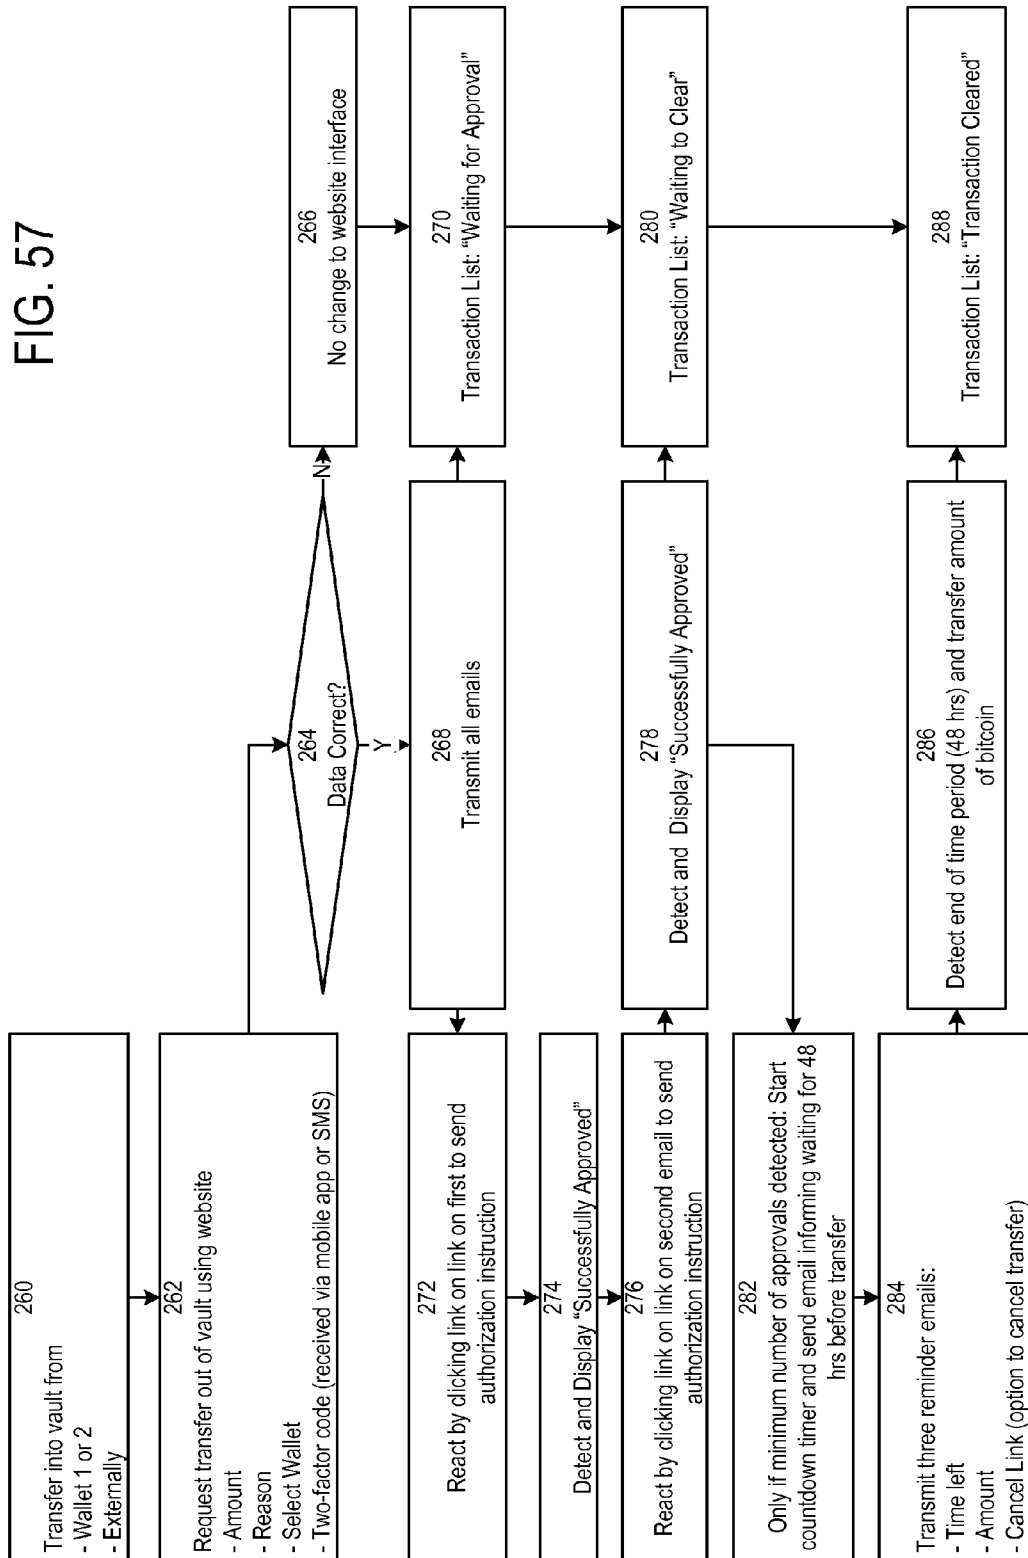 FIG. 57
260
Transfer into vault from
- Wallet 1 or 2
- Externally
262
Request transfer out of vault using website
- Amount
- Reason
- Select Wallet
- Two-factor code (received via mobile app or SMS)
264
Data Correct?
N
Y
266
No change to website interface
268
Transmit all emails
270
Transaction List: “Waiting for Approval”
272
React by clicking link on link on first to send
authorization instruction
274
Detect and Display “Successfully Approved”
276
React by clicking link on second email to send
authorization instruction
278
Detect and Display “Successfully Approved”
280
Transaction List: “Waiting to Clear”
282
Only if minimum number of approvals detected: Start
countdown timer and send email informing waiting for 48
hrs before transfer
284
Transmit three reminder emails:
- Time left
- Amount
- Cancel Link (option to cancel transfer)
286
Detect end of time period (48 hrs) and transfer amount
of bitcoin
288
Transaction List: “Transaction Cleared”